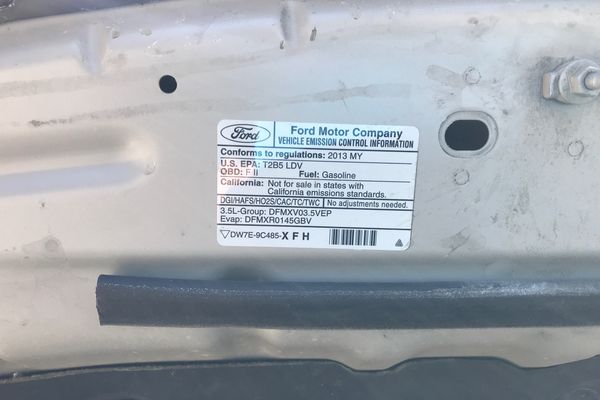 Ford
Ford Motor Company
VEHICLE EMISSION CONTROL INFORMATION
Conforms to regulations: 2013 MY
U.S. EPA: T2B5 LDV
OBD: F II Fuel: Gasoline
California: Not for sale in states with
California emissions standards.
DGI/HAFS/HO2S/CAC/TC/TWC No adjustments needed.
3.5L-Group: DFMXV03.5VEP
Evap: DFMXR0145GBV
DW7E-9C485-X F H